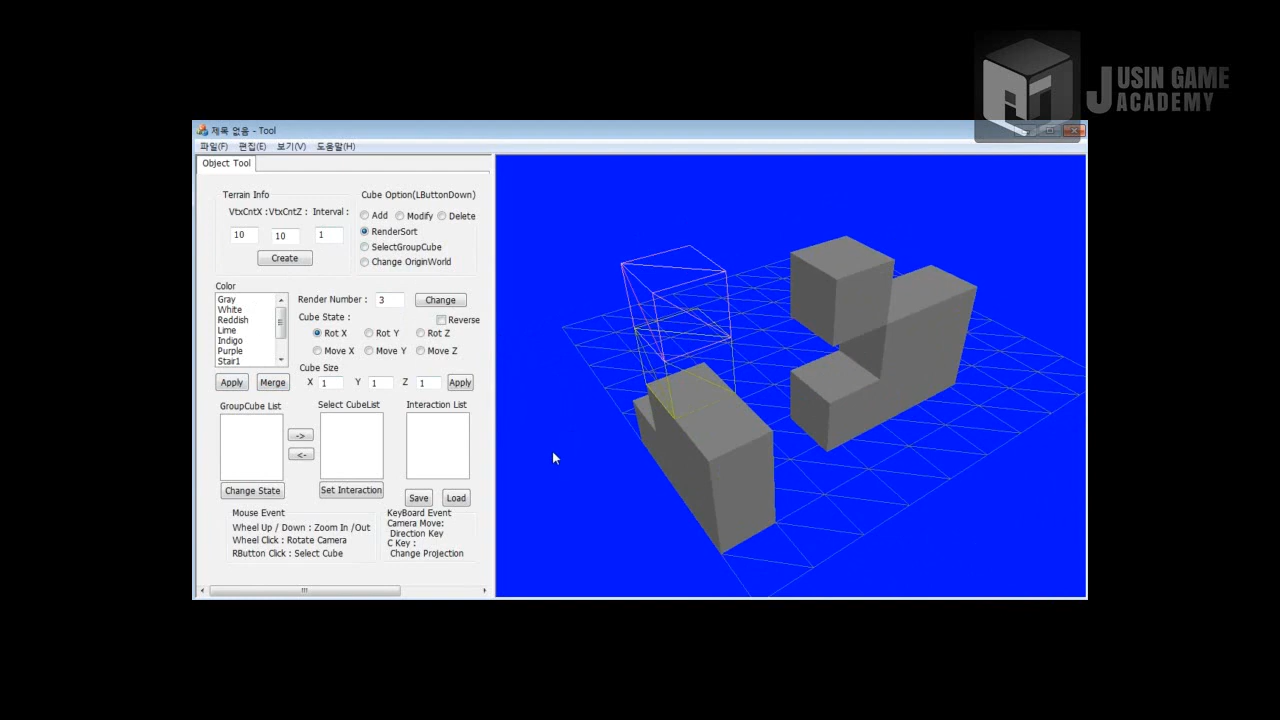 JUSIN GAME
ACADEMY
제목 없음 - Tool
파일(F) 편집(E) 보기(V) 도움말(H)
Object Tool
Terrain Info
VtxCntX : VtxCntZ : Interval :
10 10 1
Create
Cube Option(LButtonDown)
Add Modify Delete
RenderSort
SelectGroupCube
Change OriginWorld
Color
Gray
White
Reddish
Lime
Indigo
Purple
Stair1
Apply Merge
Render Number : 3 Change
Cube State : Reverse
Rot X Rot Y Rot Z
Move X Move Y Move Z
Cube Size
X 1 Y 1 Z 1 Apply
GroupCube List Select CubeList Interaction List
->
<-
Change State Set Interaction
Save Load
Mouse Event
Wheel Up / Down : Zoom In /Out
Wheel Click : Rotate Camera
RButton Click : Select Cube
KeyBoard Event
Camera Move:
Direction Key
C Key :
Change Projection